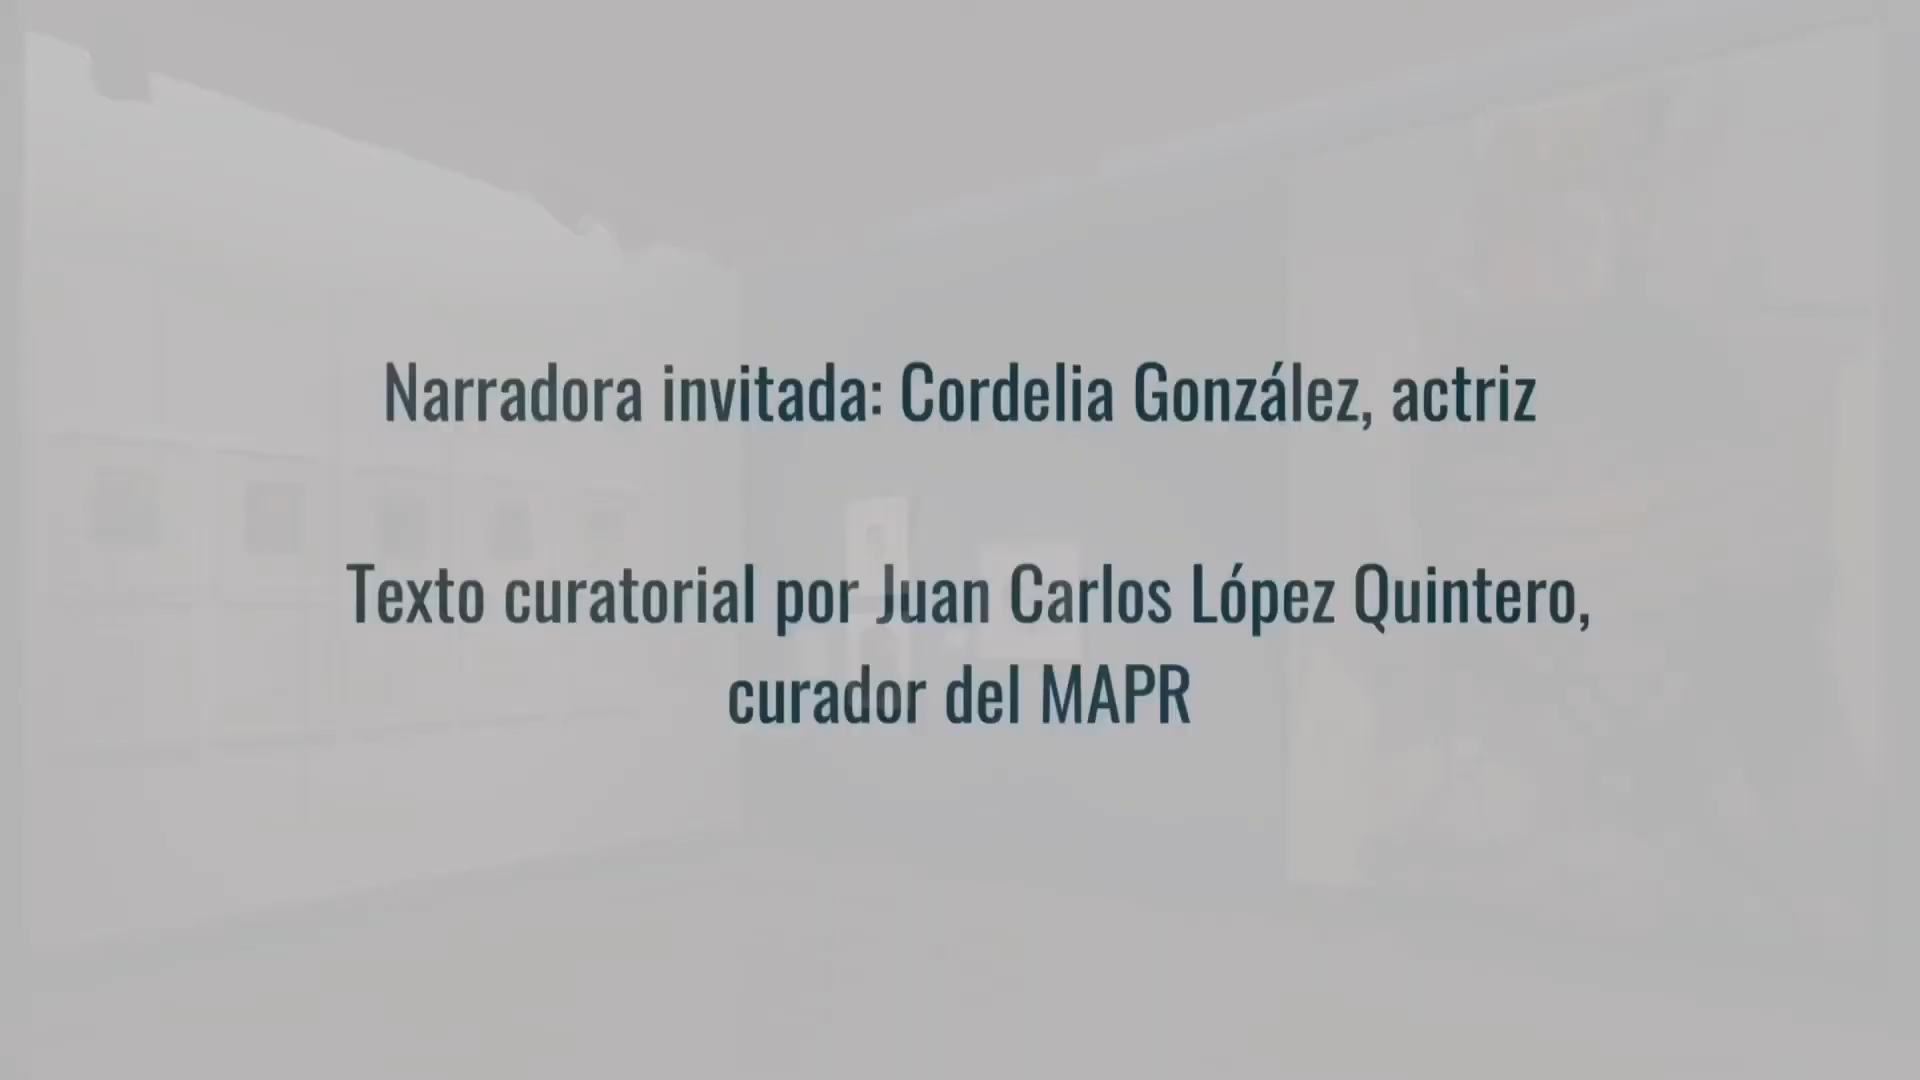 Narradora invitada: Cordelia González, actriz
Texto curatorial por Juan Carlos López Quintero,
curador del MAPR